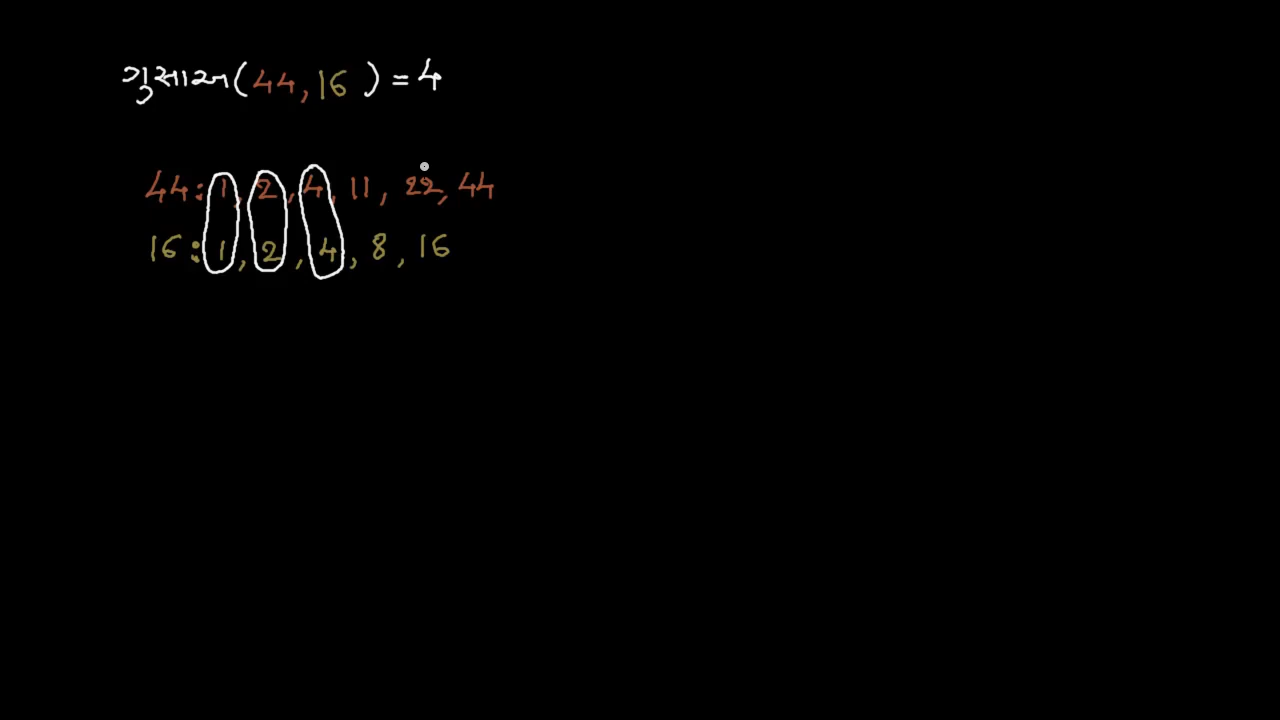 ગુસાઅ(44, 16) = 4
44: 1, 2, 4, 11, 22, 44
16: 1, 2, 4, 8, 16